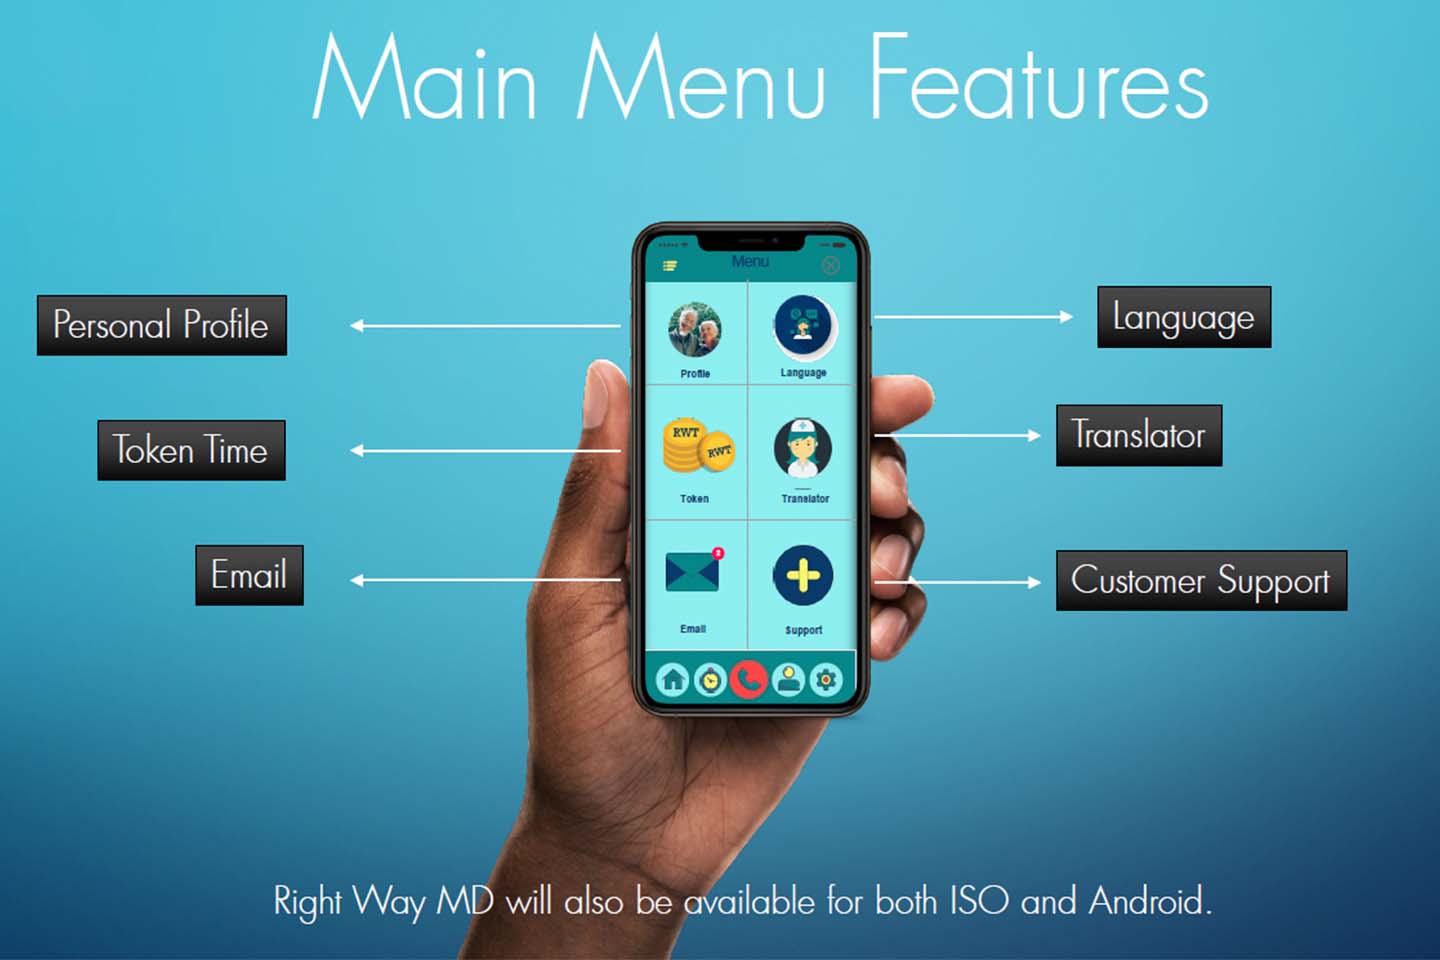 Main Menu Features
Menu
Personal Profile
Language
Profile
Language
Token Time
Translator
RWT
RWT
Token
Translator
Email
Customer Support
2
Email
Support
Right Way MD will also be available for both ISO and Android.